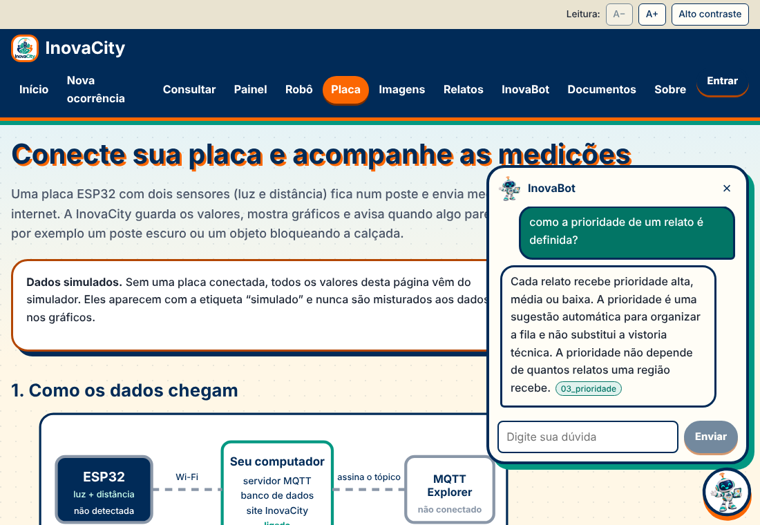 Leitura: A− A+ Alto contraste
InovaCity
Início Nova ocorrência Consultar Painel Robô Placa Imagens Relatos InovaBot Documentos Sobre Entrar
Conecte sua placa e acompanhe as medições
Uma placa ESP32 com dois sensores (luz e distância) fica num poste e envia me
internet. A InovaCity guarda os valores, mostra gráficos e avisa quando algo par
por exemplo um poste escuro ou um objeto bloqueando a calçada.
Dados simulados. Sem uma placa conectada, todos os valores desta página vêm do
simulador. Eles aparecem com a etiqueta “simulado” e nunca são misturados aos dados
nos gráficos.
1. Como os dados chegam
ESP32
luz + distância
não detectada
Wi-Fi
Seu computador
servidor MQTT
banco de dados
site InovaCity
ligado
assina o tópico
MQTT
Explorer
não conectado
InovaBot ×
como a prioridade de um relato é
definida?
Cada relato recebe prioridade alta,
média ou baixa. A prioridade é uma
sugestão automática para organizar
a fila e não substitui a vistoria
técnica. A prioridade não depende
de quantos relatos uma região
recebe. 03_prioridade
Digite sua dúvida Enviar